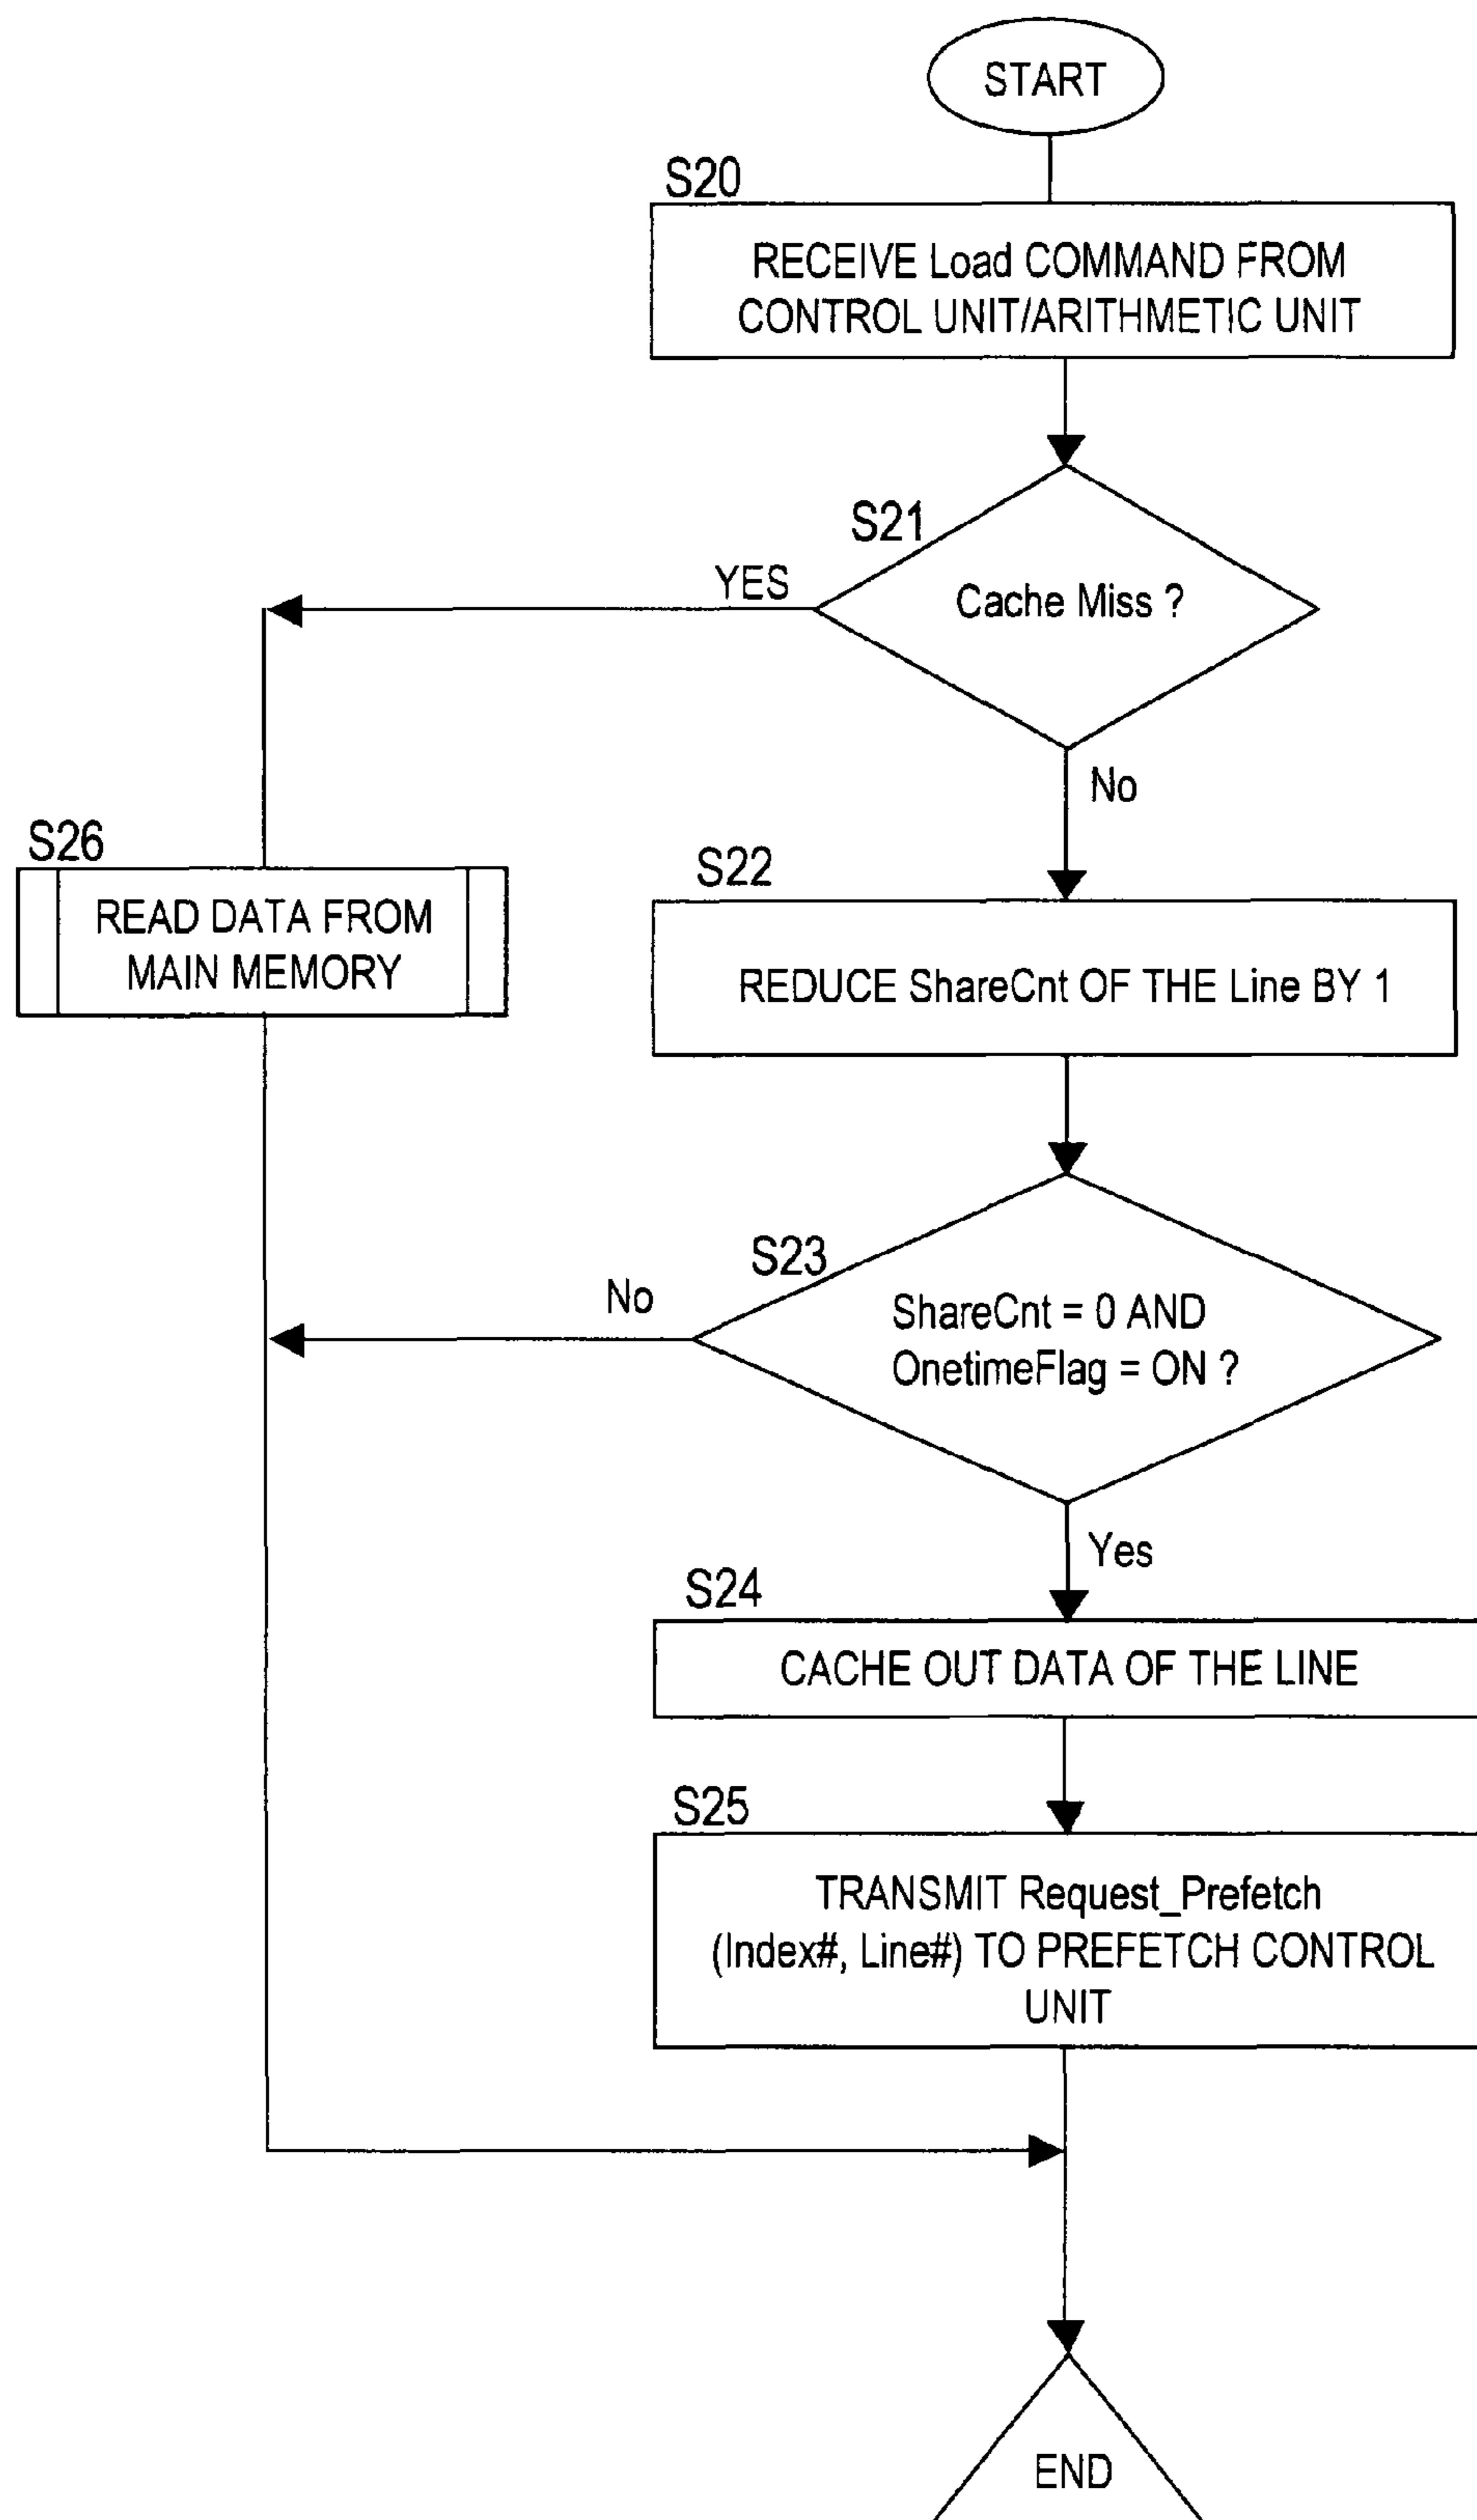 START
S20
RECEIVE Load COMMAND FROM
CONTROL UNIT/ARITHMETIC UNIT
S21
YES
Cache Miss ?
No
S26
READ DATA FROM
MAIN MEMORY
S22
REDUCE ShareCnt OF THE Line BY 1
S23
No
ShareCnt = 0 AND
OnetimeFlag = ON ?
Yes
S24
CACHE OUT DATA OF THE LINE
S25
TRANSMIT Request_Prefetch
(Index#, Line#) TO PREFETCH CONTROL
UNIT
END